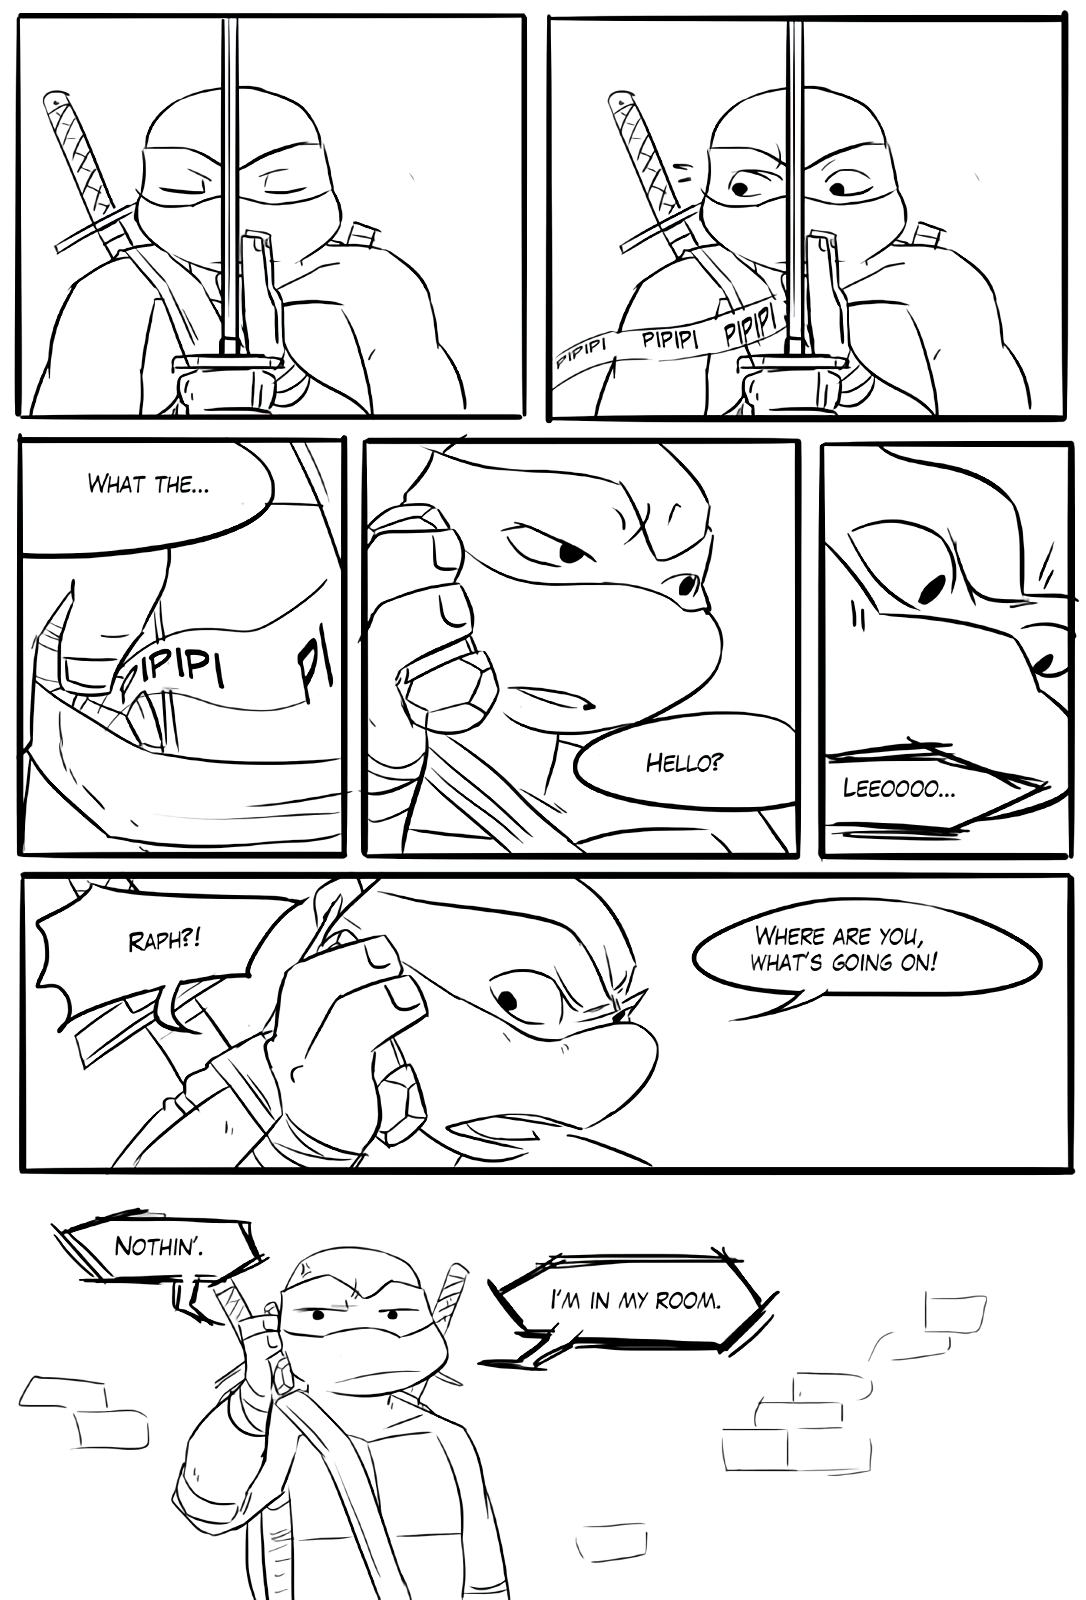 PIPIPI PIPIPI PIPIPI
WHAT THE...
PIPIPI PI
HELLO?
LEEOOOO...
RAPH?!
WHERE ARE YOU,
WHAT'S GOING ON!
NOTHIN'.
I'M IN MY ROOM.